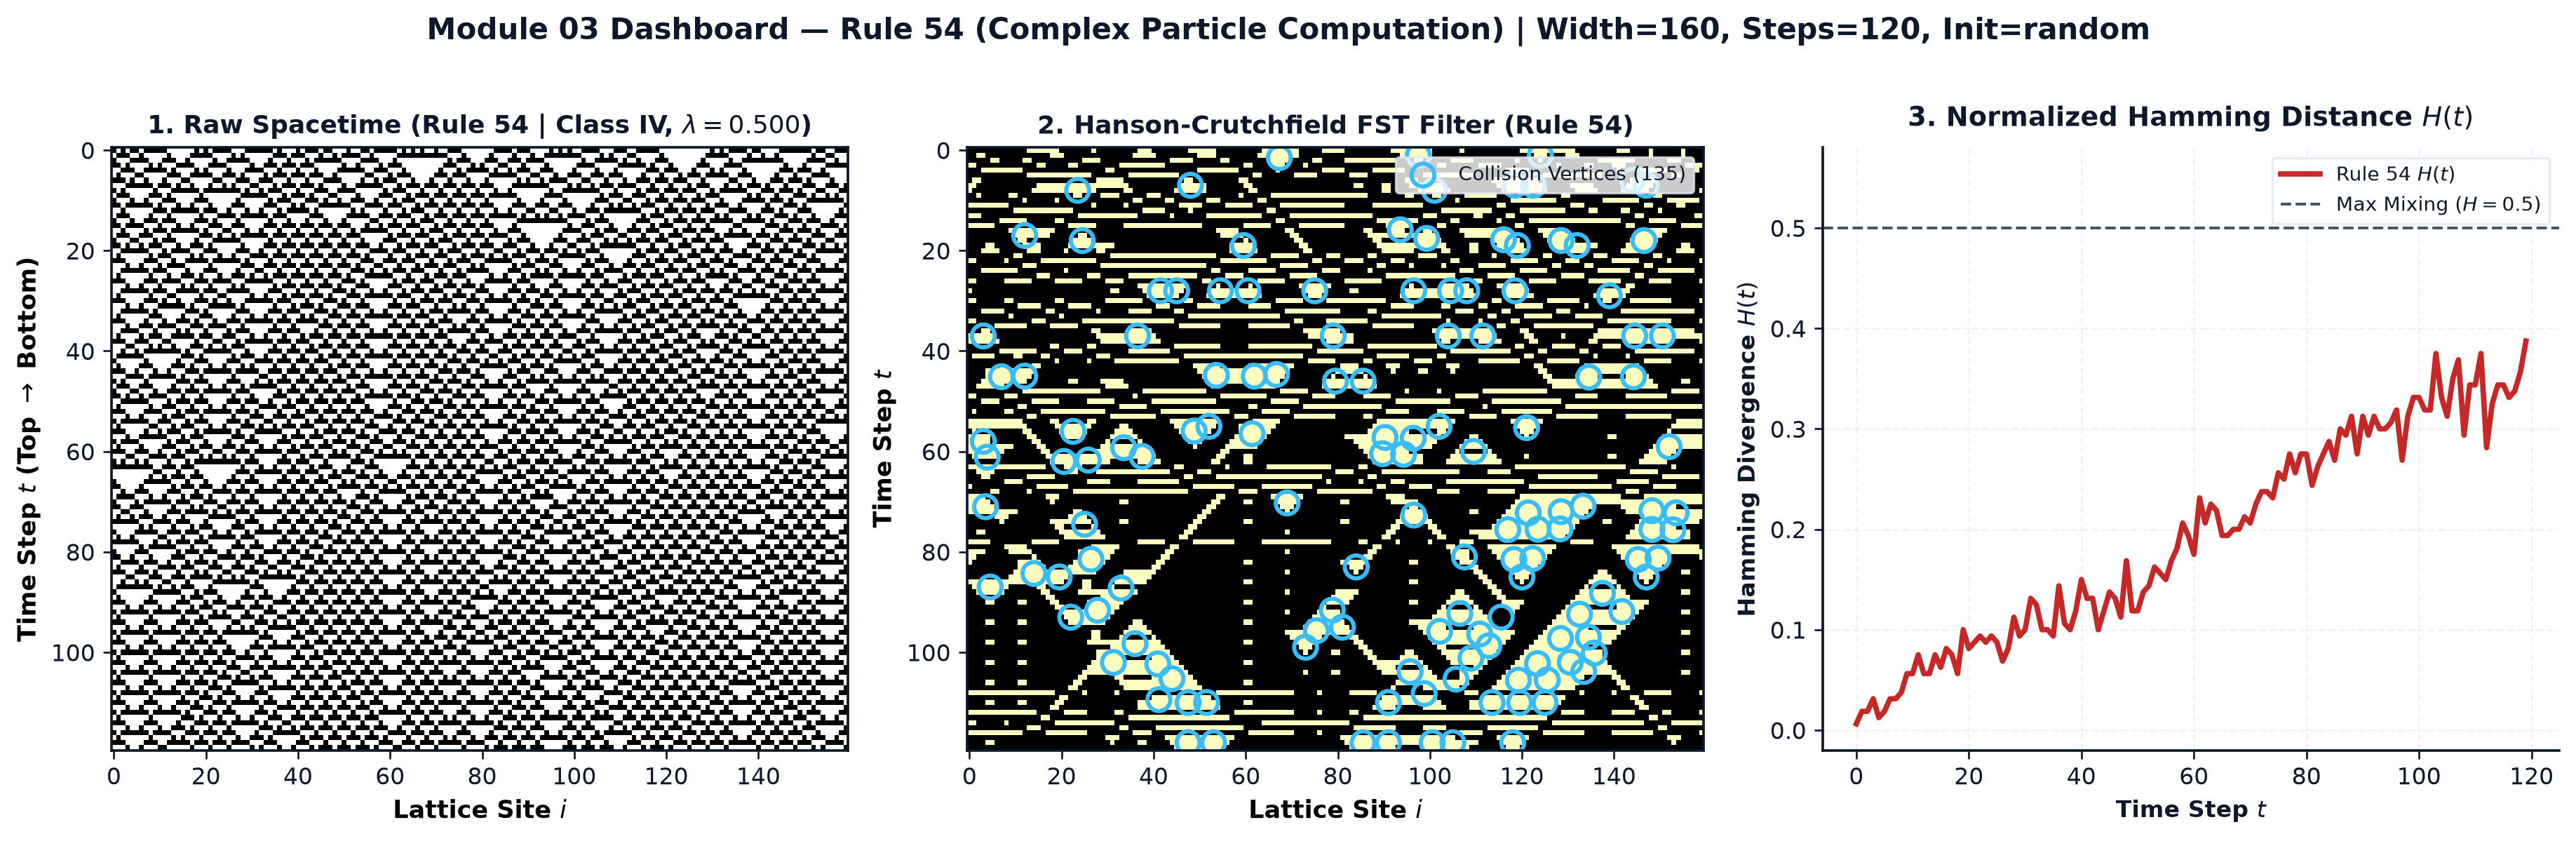 Module 03 Dashboard — Rule 54 (Complex Particle Computation) | Width=160, Steps=120, Init=random
1. Raw Spacetime (Rule 54 | Class IV, λ = 0.500)
0
20
40
60
80
100
Time Step t (Top → Bottom)
0 20 40 60 80 100 120 140
Lattice Site i
2. Hanson-Crutchfield FST Filter (Rule 54)
Collision Vertices (135)
0
20
40
60
80
100
Time Step t
0 20 40 60 80 100 120 140
Lattice Site i
3. Normalized Hamming Distance H(t)
Rule 54 H(t)
Max Mixing (H = 0.5)
0.5
0.4
0.3
0.2
0.1
0.0
Hamming Divergence H(t)
0 20 40 60 80 100 120
Time Step t